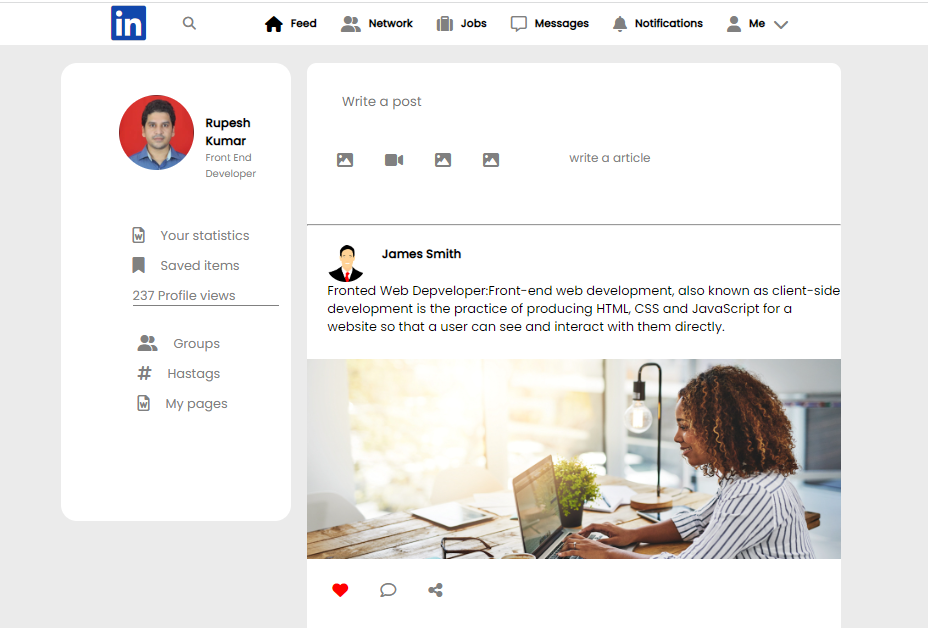 in
Feed
Network
Jobs
Messages
Notifications
Me
Rupesh
Kumar
Front End
Developer
W Your statistics
Saved items
237 Profile views
Groups
# Hastags
W My pages
Write a post
write a article
James Smith
Fronted Web Depveloper:Front-end web development, also known as client-side
development is the practice of producing HTML, CSS and JavaScript for a
website so that a user can see and interact with them directly.